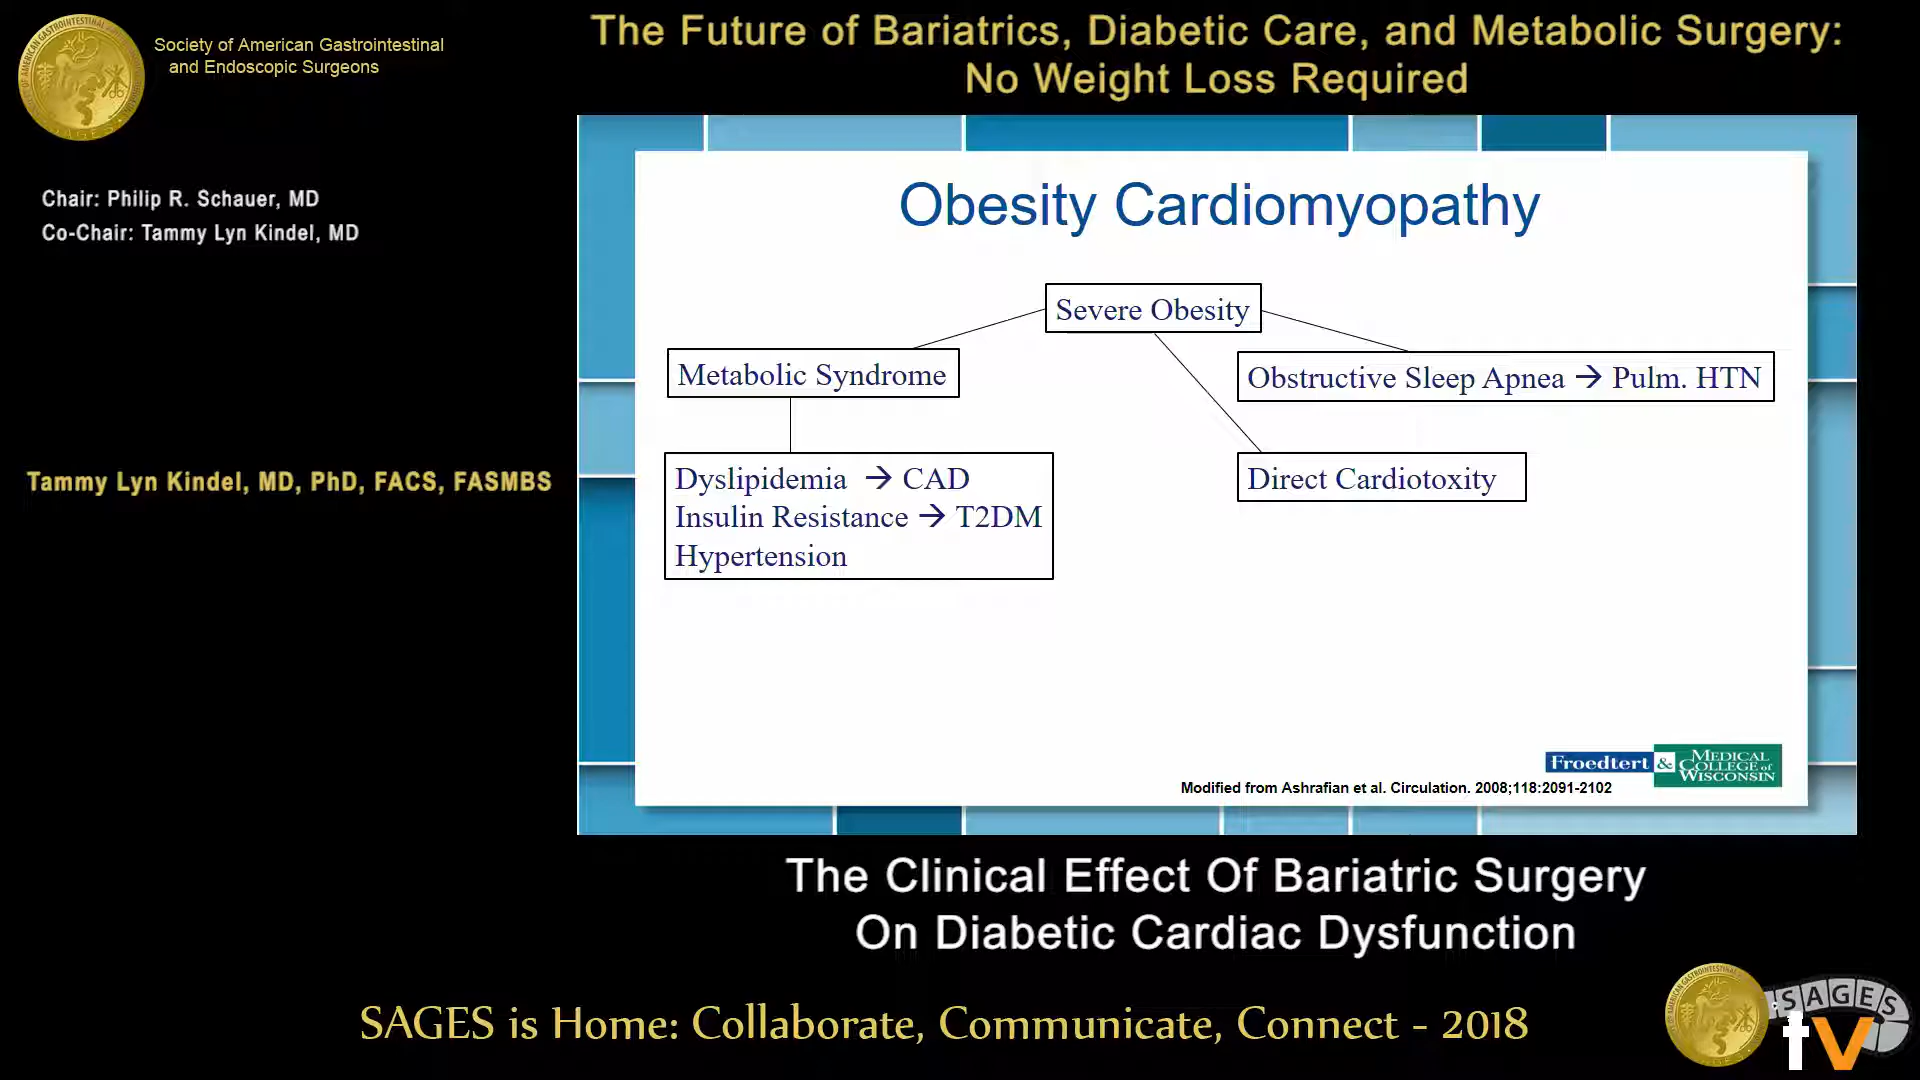 Society of American Gastrointestinal
and Endoscopic Surgeons
The Future of Bariatrics, Diabetic Care, and Metabolic Surgery:
No Weight Loss Required
Chair: Philip R. Schauer, MD
Co-Chair: Tammy Lyn Kindel, MD
Tammy Lyn Kindel, MD, PhD, FACS, FASMBS
Obesity Cardiomyopathy
Severe Obesity
Metabolic Syndrome
Obstructive Sleep Apnea → Pulm. HTN
Dyslipidemia → CAD
Insulin Resistance → T2DM
Hypertension
Direct Cardiotoxity
Froedtert & MEDICAL
COLLEGE of
WISCONSIN
Modified from Ashrafian et al. Circulation. 2008;118:2091-2102
The Clinical Effect Of Bariatric Surgery
On Diabetic Cardiac Dysfunction
SAGES is Home: Collaborate, Communicate, Connect - 2018
SAGES
tv